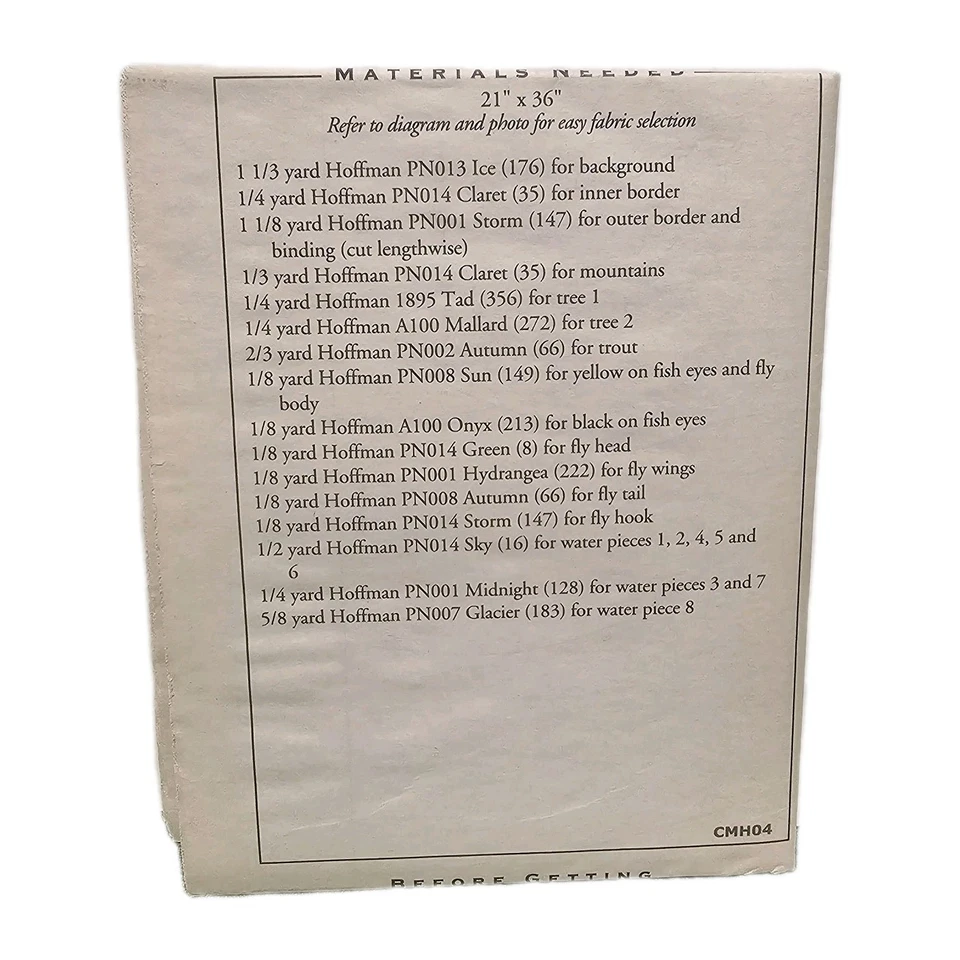 MATERIALS NEEDED
21" x 36"
Refer to diagram and photo for easy fabric selection
1 1/3 yard Hoffman PN013 Ice (176) for background
1/4 yard Hoffman PN014 Claret (35) for inner border
1 1/8 yard Hoffman PN001 Storm (147) for outer border and
binding (cut lengthwise)
1/3 yard Hoffman PN014 Claret (35) for mountains
1/4 yard Hoffman 1895 Tad (356) for tree 1
1/4 yard Hoffman A100 Mallard (272) for tree 2
2/3 yard Hoffman PN002 Autumn (66) for trout
1/8 yard Hoffman PN008 Sun (149) for yellow on fish eyes and fly
body
1/8 yard Hoffman A100 Onyx (213) for black on fish eyes
1/8 yard Hoffman PN014 Green (8) for fly head
1/8 yard Hoffman PN001 Hydrangea (222) for fly wings
1/8 yard Hoffman PN008 Autumn (66) for fly tail
1/8 yard Hoffman PN014 Storm (147) for fly hook
1/2 yard Hoffman PN014 Sky (16) for water pieces 1, 2, 4, 5 and
6
1/4 yard Hoffman PN001 Midnight (128) for water pieces 3 and 7
5/8 yard Hoffman PN007 Glacier (183) for water piece 8
CMH04
BEFORE GETTING